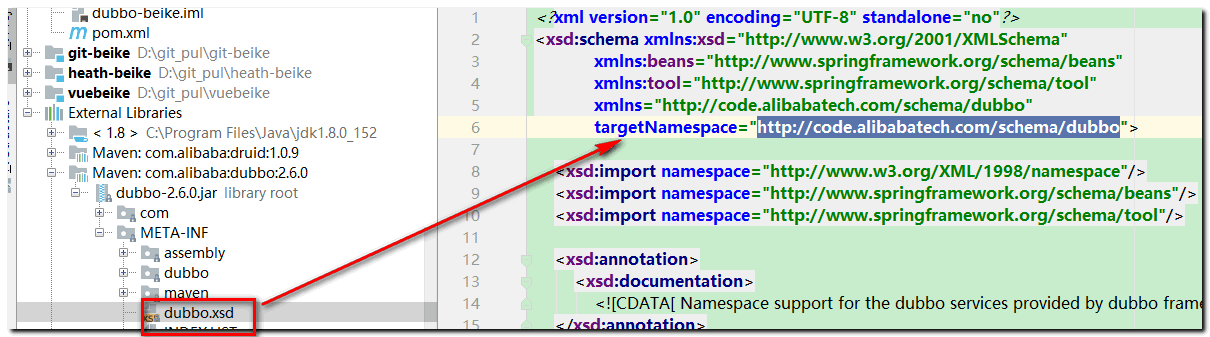 dubbo-beike.iml
pom.xml
git-beike D:\git_pul\git-beike
heath-beike D:\git_pul\heath-beike
vuebeike D:\git_pul\vuebeike
External Libraries
< 1.8 > C:\Program Files\Java\jdk1.8.0_152
Maven: com.alibaba:druid:1.0.9
Maven: com.alibaba:dubbo:2.6.0
dubbo-2.6.0.jar library root
com
META-INF
assembly
dubbo
maven
dubbo.xsd
INDEX.LIST
1 <?xml version="1.0" encoding="UTF-8" standalone="no"?>
2 <xsd:schema xmlns:xsd="http://www.w3.org/2001/XMLSchema"
3 xmlns:beans="http://www.springframework.org/schema/beans"
4 xmlns:tool="http://www.springframework.org/schema/tool"
5 xmlns="http://code.alibabatech.com/schema/dubbo"
6 targetNamespace="http://code.alibabatech.com/schema/dubbo">
7
8 <xsd:import namespace="http://www.w3.org/XML/1998/namespace"/>
9 <xsd:import namespace="http://www.springframework.org/schema/beans"/>
10 <xsd:import namespace="http://www.springframework.org/schema/tool"/>
11
12 <xsd:annotation>
13 <xsd:documentation>
14 <![CDATA[ Namespace support for the dubbo services provided by dubbo frame
15 </xsd:annotation>